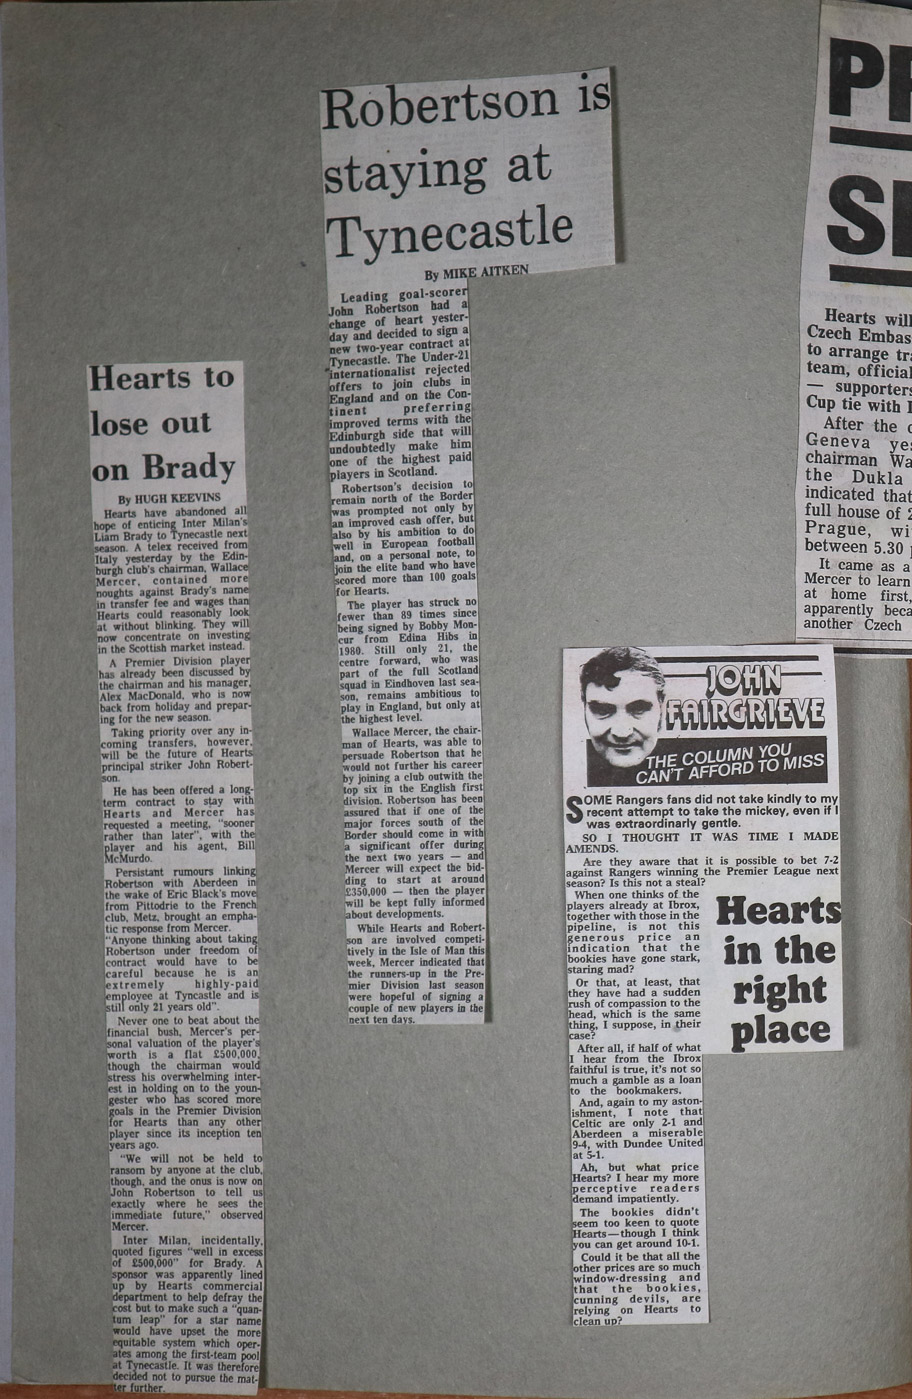 Hearts to
lose out
on Brady
By HUGH KEEVINS
Hearts have abandoned all
hope of enticing Inter Milan's
Liam Brady to Tynecastle next
season. A telex received from
Italy yesterday by the Edin-
burgh club's chairman, Wallace
Mercer, contained more
noughts against Brady's name
in transfer fee and wages than
Hearts could reasonably look
at without blinking. They will
now concentrate on investing
in the Scottish market instead.
A Premier Division player
has already been discussed by
the chairman and his manager,
Alex MacDonald, who is now
back from holiday and prepar-
ing for the new season.
Taking priority over any in-
coming transfers, however,
will be the future of Hearts
principal striker John Robert-
son.
He has been offered a long-
term contract to stay with
Hearts and Mercer has
requested a meeting, "sooner
rather than later", with the
player and his agent, Bill
McMurdo.
Persistant rumours linking
Robertson with Aberdeen in
the wake of Eric Black's move
from Pittodrie to the French
club, Metz, brought an empha-
tic response from Mercer.
"Anyone thinking about taking
Robertson under freedom of
contract would have to be
careful because he is an
extremely highly-paid
employee at Tyncastle and is
still only 21 years old".
Never one to beat about the
financial bush, Mercer's per-
sonal valuation of the player's
worth is a flat £500,000,
though the chairman would
stress his overwhelming inter-
est in holding on to the youn-
gester who has scored more
goals in the Premier Division
for Hearts than any other
player since its inception ten
years ago.
"We will not be held to
ransom by anyone at the club,
though, and the onus is now on
John Robertson to tell us
exactly where he sees the
immediate future," observed
Mercer.
Inter Milan, incidentally,
quoted figures "well in excess
of £500,000" for Brady. A
sponsor was apparently lined
up by Hearts commercial
department to help defray the
cost but to make such a "quan-
tum leap" for a star name
would have upset the more
equitable system which oper-
ates among the first-team pool
at Tynecastle. It was therefore
decided not to pursue the mat-
ter further.
Robertson is
staying at
Tynecastle
By MIKE AITKEN
Leading goal-scorer
John Robertson had a
change of heart yester-
day and decided to sign a
new two-year contract at
Tynecastle. The Under-21
internationalist rejected
offers to join clubs in
England and on the Con-
tinent preferring
improved terms with the
Edinburgh side that will
undoubtedly make him
one of the highest paid
players in Scotland.
Robertson's decision to
remain north of the Border
was prompted not only by
an improved cash offer, but
also by his ambition to do
well in European football
and, on a personal note, to
join the elite band who have
scored more than 100 goals
for Hearts.
The player has struck no
fewer than 89 times since
being signed by Bobby Mon-
cur from Edina Hibs in
1980. Still only 21, the
centre forward, who was
part of the full Scotland
squad in Eindhoven last sea-
son, remains ambitious to
play in England, but only at
the highest level.
Wallace Mercer, the chair-
man of Hearts, was able to
persuade Robertson that he
would not further his career
by joining a club outwith the
top six in the English first
division. Robertson has been
assured that if one of the
major forces south of the
Border should come in with
a significant offer during
the next two years — and
Mercer will expect the bid-
ding to start at around
£350,000 — then the player
will be kept fully informed
about developments.
While Hearts and Robert-
son are involved competi-
tively in the Isle of Man this
week, Mercer indicated that
the runners-up in the Pre-
mier Division last season
were hopeful of signing a
couple of new players in the
next ten days.
JOHN
FAIRGRIEVE
THE COLUMN YOU
CAN'T AFFORD TO MISS
SOME Rangers fans did not take kindly to my
recent attempt to take the mickey, even if I
was extraordinarly gentle.
SO I THOUGHT IT WAS TIME I MADE
AMENDS.
Are they aware that it is possible to bet 7-2
against Rangers winning the Premier League next
season? Is this not a steal?
When one thinks of the
players already at Ibrox,
together with those in the
pipeline, is not this
generous price an
indication that the
bookies have gone stark,
staring mad?
Or that, at least, that
they have had a sudden
rush of compassion to the
head, which is the same
thing, I suppose, in their
case?
After all, if half of what
I hear from the Ibrox
faithful is true, it's not so
much a gamble as a loan
to the bookmakers.
And, again to my aston-
ishment, I note that
Celtic are only 2-1 and
Aberdeen a miserable
9-4, with Dundee United
at 5-1.
Ah, but what price
Hearts? I hear my more
perceptive readers
demand impatiently.
The bookies didn't
seem too keen to quote
Hearts—though I think
you can get around 10-1.
Could it be that all the
other prices are so much
window-dressing and
that the bookies,
cunning devils, are
relying on Hearts to
clean up?
Hearts
in the
right
place
Hearts will
Czech Embas
to arrange tra
team, official
— supporters
Cup tie with
After the
Geneva yes
chairman Wa
the Dukla
indicated that
full house of 2
Prague, wi
between 5.30
It came as a
Mercer to learn
at home first,
apparently beca
another Czech